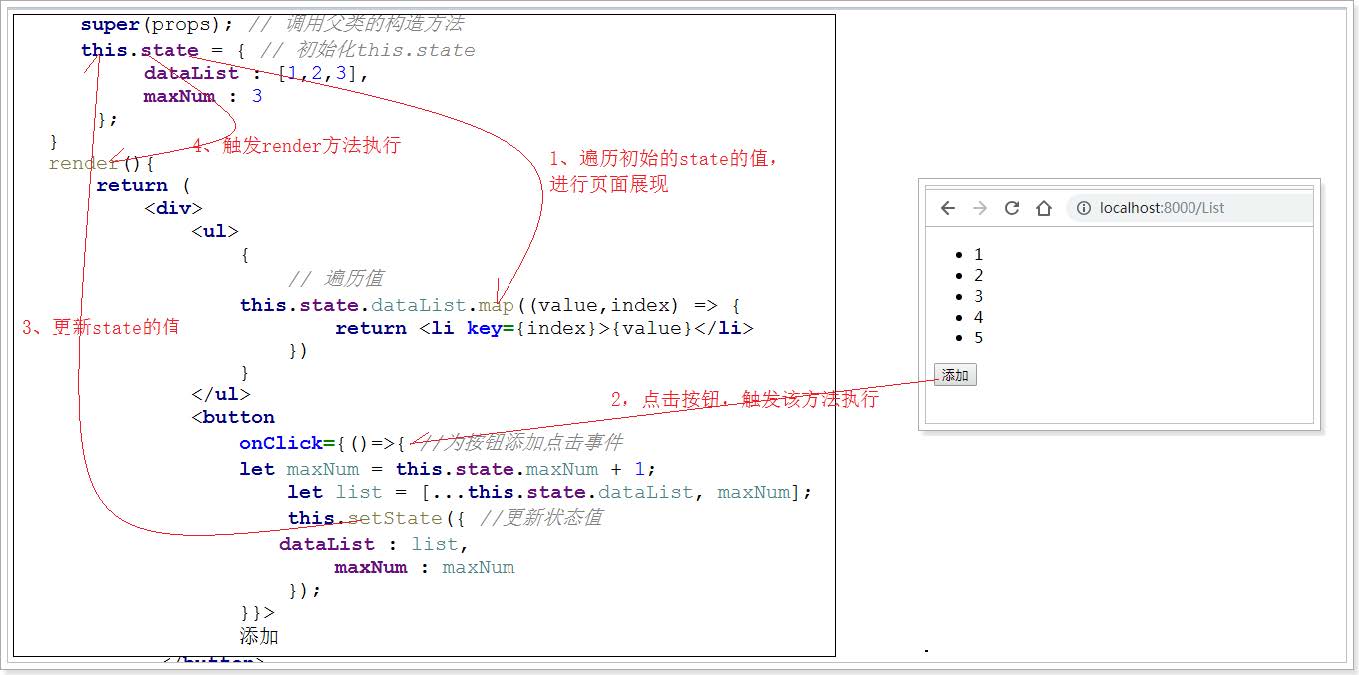 super(props); // 调用父类的构造方法
this.state = { // 初始化this.state
dataList : [1,2,3],
maxNum : 3
};
}
4、触发render方法执行
render(){
return (
<div>
<ul>
{
// 遍历值
this.state.dataList.map((value,index) => {
return <li key={index}>{value}</li>
})
}
</ul>
<button
onClick={()=>{ //为按钮添加点击事件
let maxNum = this.state.maxNum + 1;
let list = [...this.state.dataList, maxNum];
this.setState({ //更新状态值
dataList : list,
maxNum : maxNum
});
}}>
添加
</button>
1、遍历初始的state的值，
进行页面展现
3、更新state的值
2，点击按钮，触发该方法执行
localhost:8000/List
1
2
3
4
5
添加